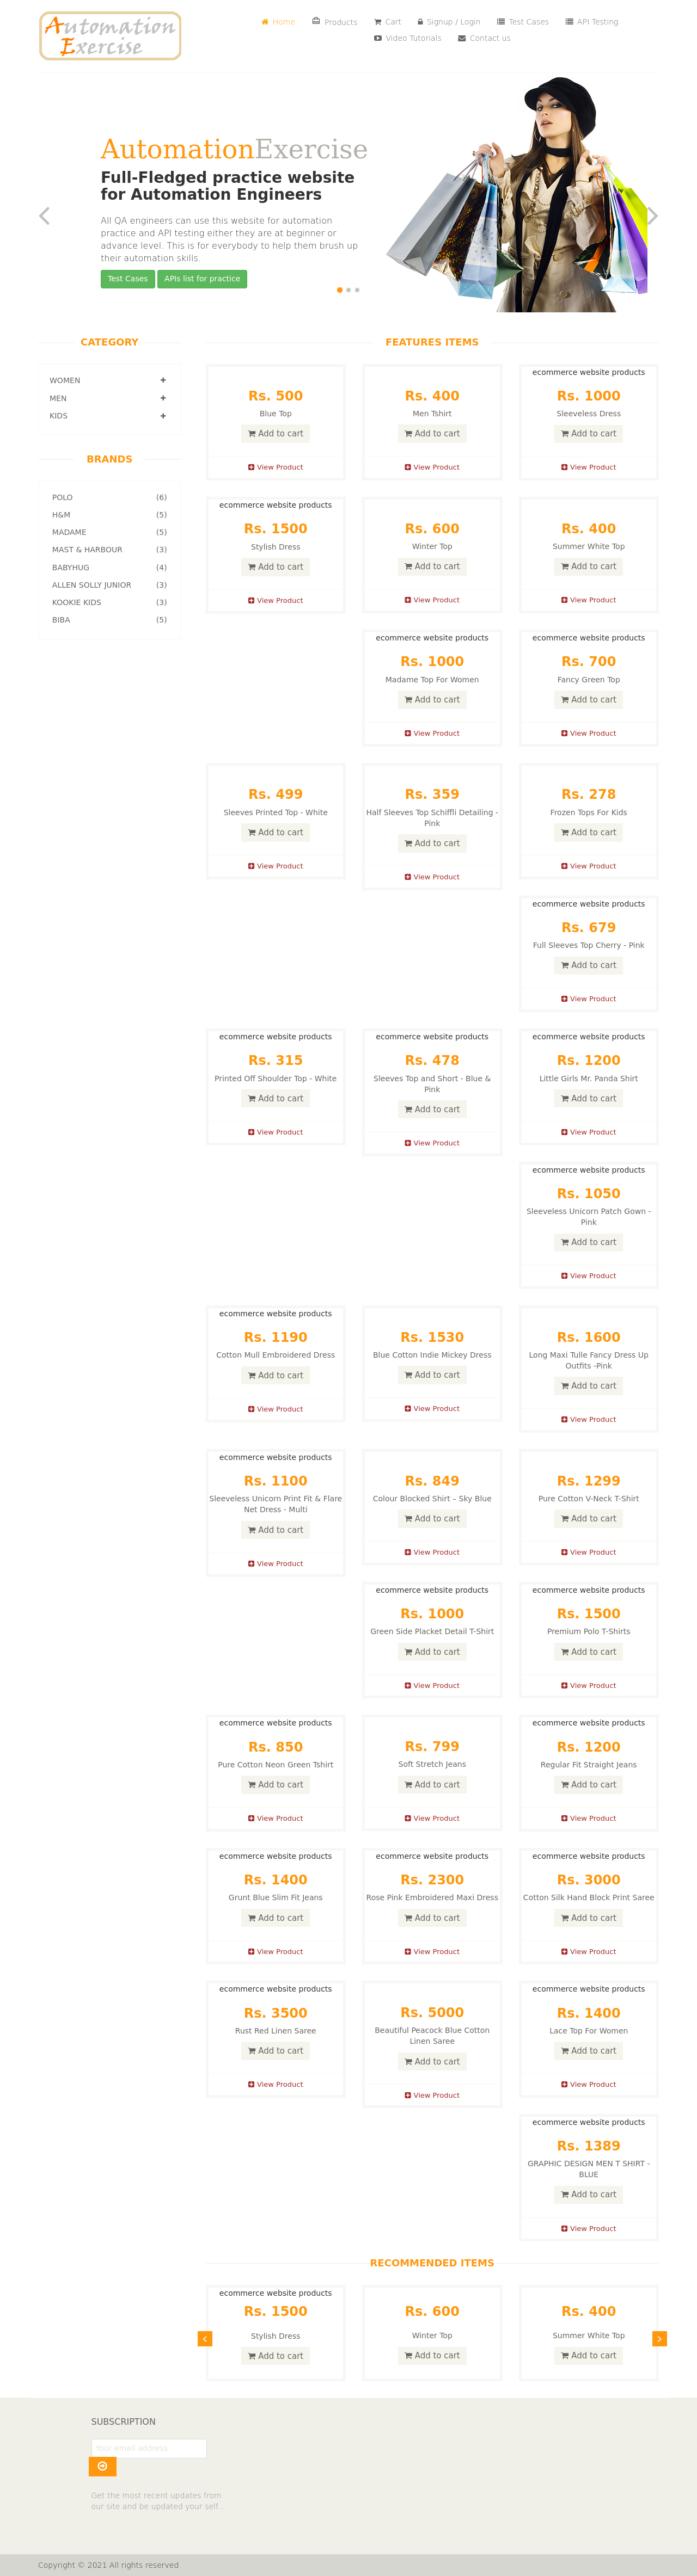 Automation
Exercise
Home
Products
Cart
Signup / Login
Test Cases
API Testing
Video Tutorials
Contact us
AutomationExercise
Full-Fledged practice website
for Automation Engineers
All QA engineers can use this website for automation
practice and API testing either they are at beginner or
advance level. This is for everybody to help them brush up
their automation skills.
Test Cases
APIs list for practice
CATEGORY
WOMEN
MEN
KIDS
BRANDS
POLO (6)
H&M (5)
MADAME (5)
MAST & HARBOUR (3)
BABYHUG (4)
ALLEN SOLLY JUNIOR (3)
KOOKIE KIDS (3)
BIBA (5)
FEATURES ITEMS
Rs. 500
Blue Top
Add to cart
View Product
Rs. 400
Men Tshirt
Add to cart
View Product
ecommerce website products
Rs. 1000
Sleeveless Dress
Add to cart
View Product
ecommerce website products
Rs. 1500
Stylish Dress
Add to cart
View Product
Rs. 600
Winter Top
Add to cart
View Product
Rs. 400
Summer White Top
Add to cart
View Product
ecommerce website products
Rs. 1000
Madame Top For Women
Add to cart
View Product
ecommerce website products
Rs. 700
Fancy Green Top
Add to cart
View Product
Rs. 499
Sleeves Printed Top - White
Add to cart
View Product
Rs. 359
Half Sleeves Top Schiffli Detailing -
Pink
Add to cart
View Product
Rs. 278
Frozen Tops For Kids
Add to cart
View Product
ecommerce website products
Rs. 679
Full Sleeves Top Cherry - Pink
Add to cart
View Product
ecommerce website products
Rs. 315
Printed Off Shoulder Top - White
Add to cart
View Product
ecommerce website products
Rs. 478
Sleeves Top and Short - Blue &
Pink
Add to cart
View Product
ecommerce website products
Rs. 1200
Little Girls Mr. Panda Shirt
Add to cart
View Product
ecommerce website products
Rs. 1050
Sleeveless Unicorn Patch Gown -
Pink
Add to cart
View Product
ecommerce website products
Rs. 1190
Cotton Mull Embroidered Dress
Add to cart
View Product
Rs. 1530
Blue Cotton Indie Mickey Dress
Add to cart
View Product
Rs. 1600
Long Maxi Tulle Fancy Dress Up
Outfits -Pink
Add to cart
View Product
ecommerce website products
Rs. 1100
Sleeveless Unicorn Print Fit & Flare
Net Dress - Multi
Add to cart
View Product
Rs. 849
Colour Blocked Shirt – Sky Blue
Add to cart
View Product
Rs. 1299
Pure Cotton V-Neck T-Shirt
Add to cart
View Product
ecommerce website products
Rs. 1000
Green Side Placket Detail T-Shirt
Add to cart
View Product
ecommerce website products
Rs. 1500
Premium Polo T-Shirts
Add to cart
View Product
ecommerce website products
Rs. 850
Pure Cotton Neon Green Tshirt
Add to cart
View Product
Rs. 799
Soft Stretch Jeans
Add to cart
View Product
ecommerce website products
Rs. 1200
Regular Fit Straight Jeans
Add to cart
View Product
ecommerce website products
Rs. 1400
Grunt Blue Slim Fit Jeans
Add to cart
View Product
ecommerce website products
Rs. 2300
Rose Pink Embroidered Maxi Dress
Add to cart
View Product
ecommerce website products
Rs. 3000
Cotton Silk Hand Block Print Saree
Add to cart
View Product
ecommerce website products
Rs. 3500
Rust Red Linen Saree
Add to cart
View Product
Rs. 5000
Beautiful Peacock Blue Cotton
Linen Saree
Add to cart
View Product
ecommerce website products
Rs. 1400
Lace Top For Women
Add to cart
View Product
ecommerce website products
Rs. 1389
GRAPHIC DESIGN MEN T SHIRT -
BLUE
Add to cart
View Product
RECOMMENDED ITEMS
ecommerce website products
Rs. 1500
Stylish Dress
Add to cart
Rs. 600
Winter Top
Add to cart
Rs. 400
Summer White Top
Add to cart
SUBSCRIPTION
Your email address
Get the most recent updates from
our site and be updated your self...
Copyright © 2021 All rights reserved